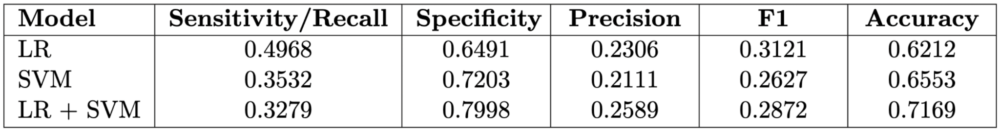 Model Sensitivity/Recall Specificity Precision F1 Accuracy
LR 0.4968 0.6491 0.2306 0.3121 0.6212
SVM 0.3532 0.7203 0.2111 0.2627 0.6553
LR + SVM 0.3279 0.7998 0.2589 0.2872 0.7169